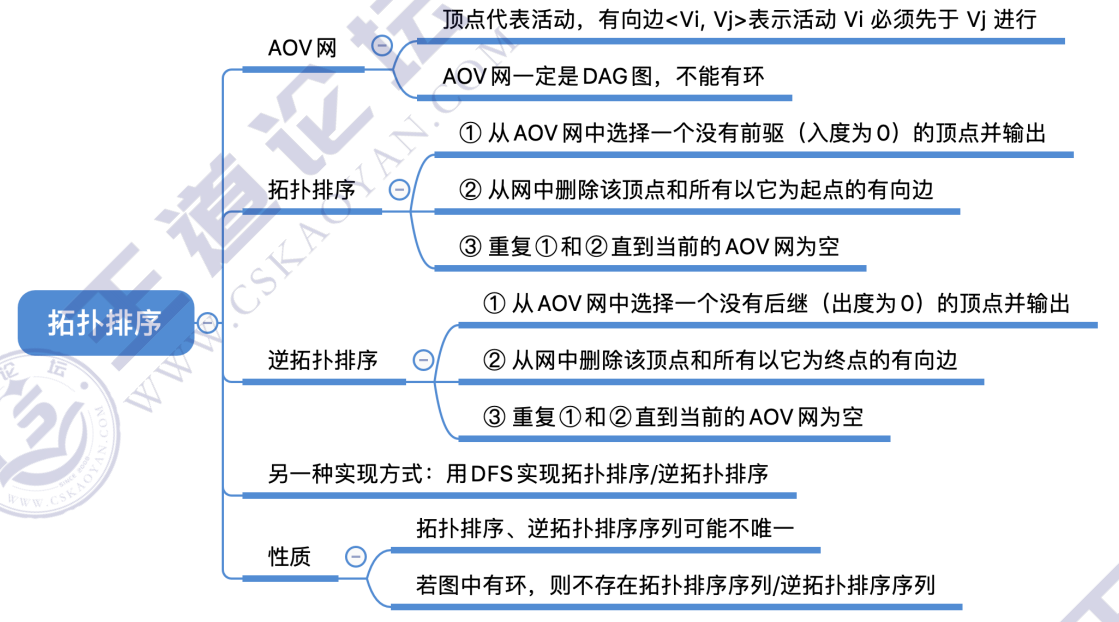 顶点代表活动，有向边<Vi, Vj>表示活动 Vi 必须先于 Vj 进行
AOV网
AOV网一定是DAG图，不能有环
① 从AOV网中选择一个没有前驱（入度为0）的顶点并输出
拓扑排序
② 从网中删除该顶点和所有以它为起点的有向边
③ 重复①和②直到当前的AOV网为空
拓扑排序
① 从AOV网中选择一个没有后继（出度为0）的顶点并输出
逆拓扑排序
② 从网中删除该顶点和所有以它为终点的有向边
③ 重复①和②直到当前的AOV网为空
另一种实现方式：用DFS实现拓扑排序/逆拓扑排序
拓扑排序、逆拓扑排序序列可能不唯一
性质
若图中有环，则不存在拓扑排序序列/逆拓扑排序序列
王道论坛
WWW.CSKAOYAN.COM
论坛
WWW.CSKAOYAN.COM